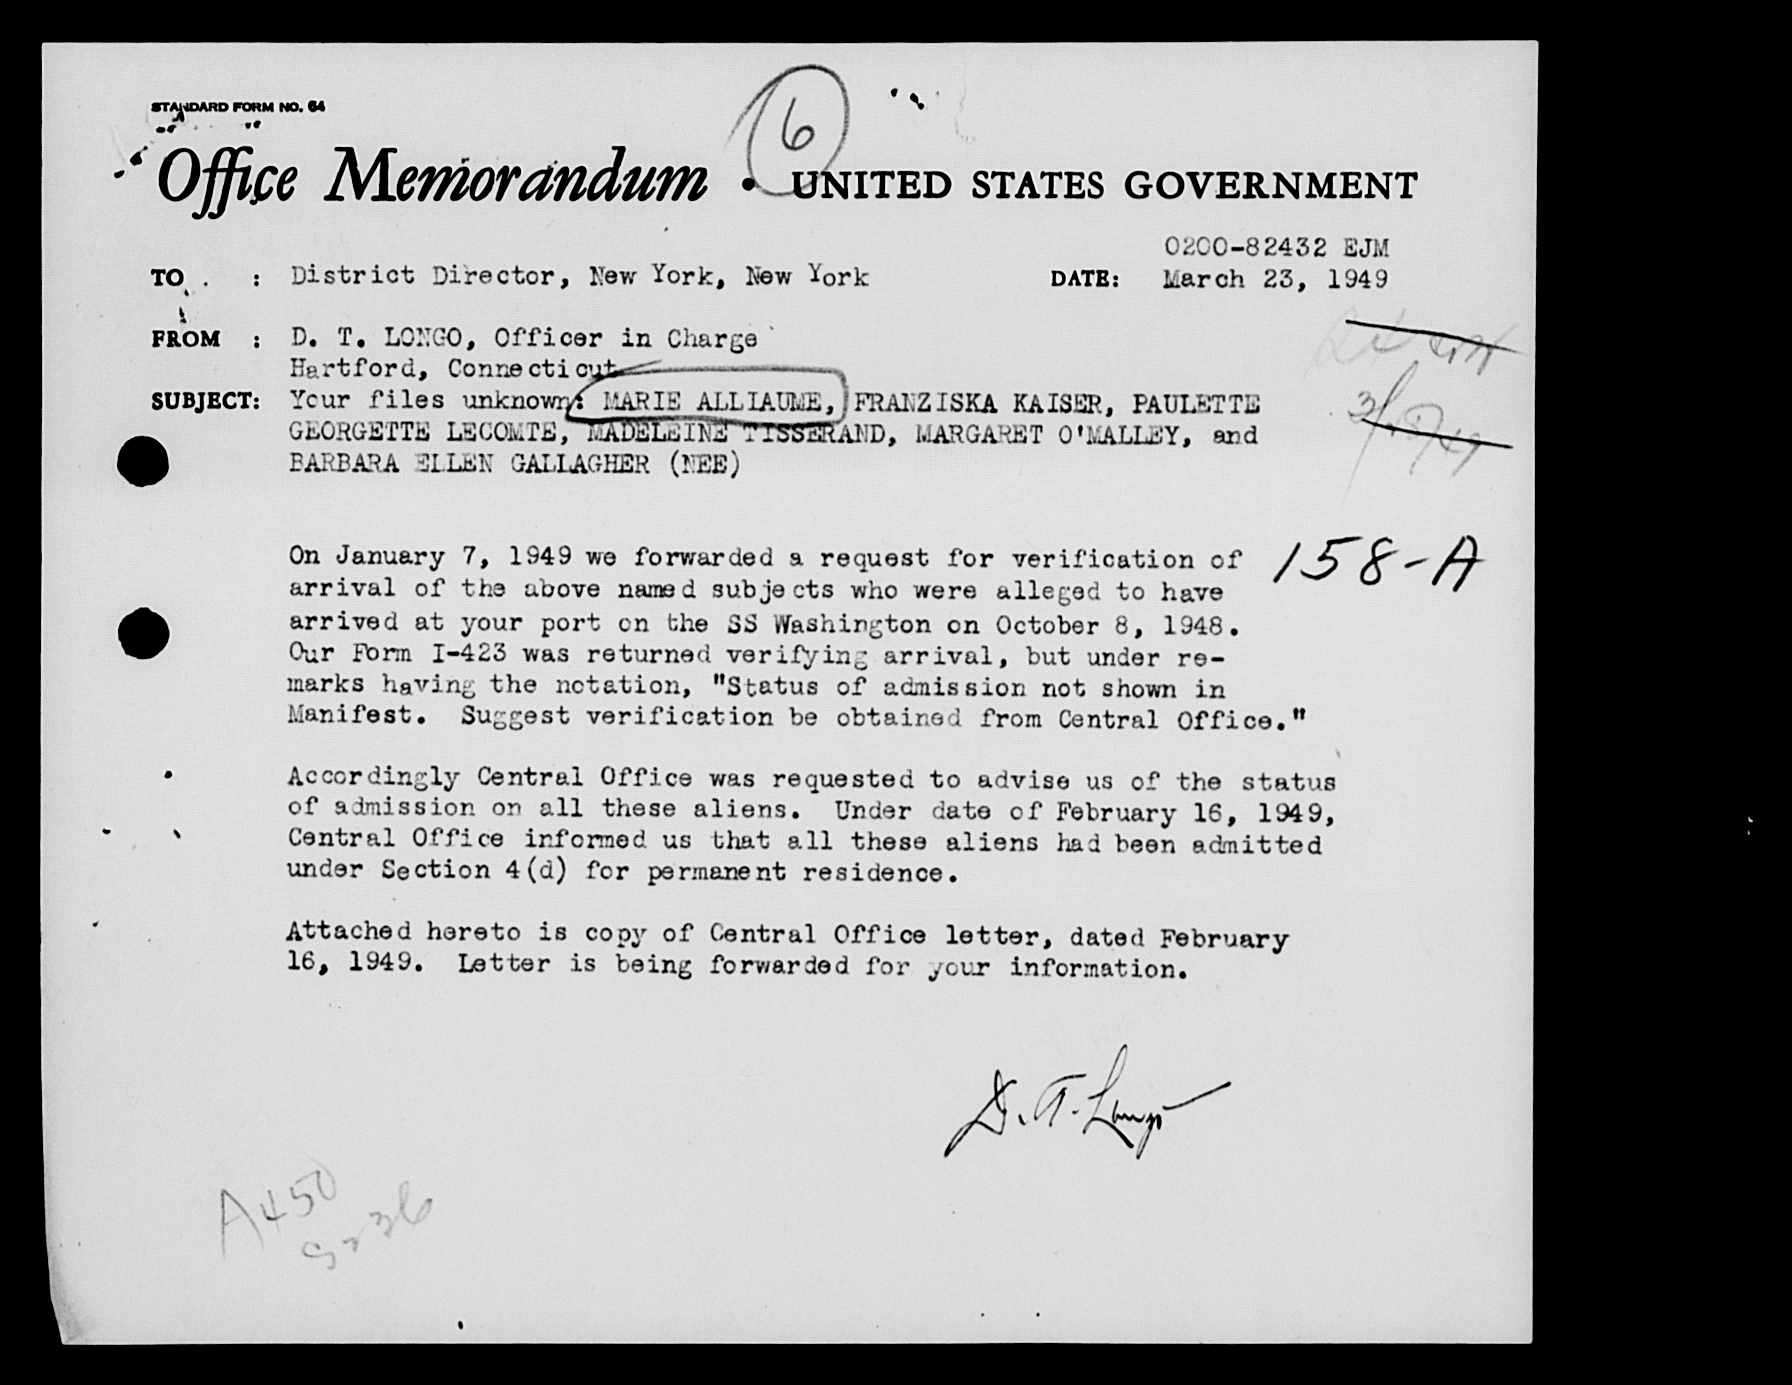 STANDARD FORM NO. 64
6
Office Memorandum • UNITED STATES GOVERNMENT
0200-82432 EJM
TO : District Director, New York, New York DATE: March 23, 1949
FROM : D. T. LONGO, Officer in Charge
Hartford, Connecticut
SUBJECT: Your files unknown: MARIE ALLIAUME, FRANZISKA KAISER, PAULETTE
GEORGETTE LECOMTE, MADELEINE TISSERAND, MARGARET O'MALLEY, and
BARBARA ELLEN GALLAGHER (NEE)
On January 7, 1949 we forwarded a request for verification of
158-A
arrival of the above named subjects who were alleged to have
arrived at your port on the SS Washington on October 8, 1948.
Our Form I-423 was returned verifying arrival, but under re-
marks having the notation, "Status of admission not shown in
Manifest. Suggest verification be obtained from Central Office."
Accordingly Central Office was requested to advise us of the status
of admission on all these aliens. Under date of February 16, 1949,
Central Office informed us that all these aliens had been admitted
under Section 4(d) for permanent residence.
Attached hereto is copy of Central Office letter, dated February
16, 1949. Letter is being forwarded for your information.
D. T. Longo
A450